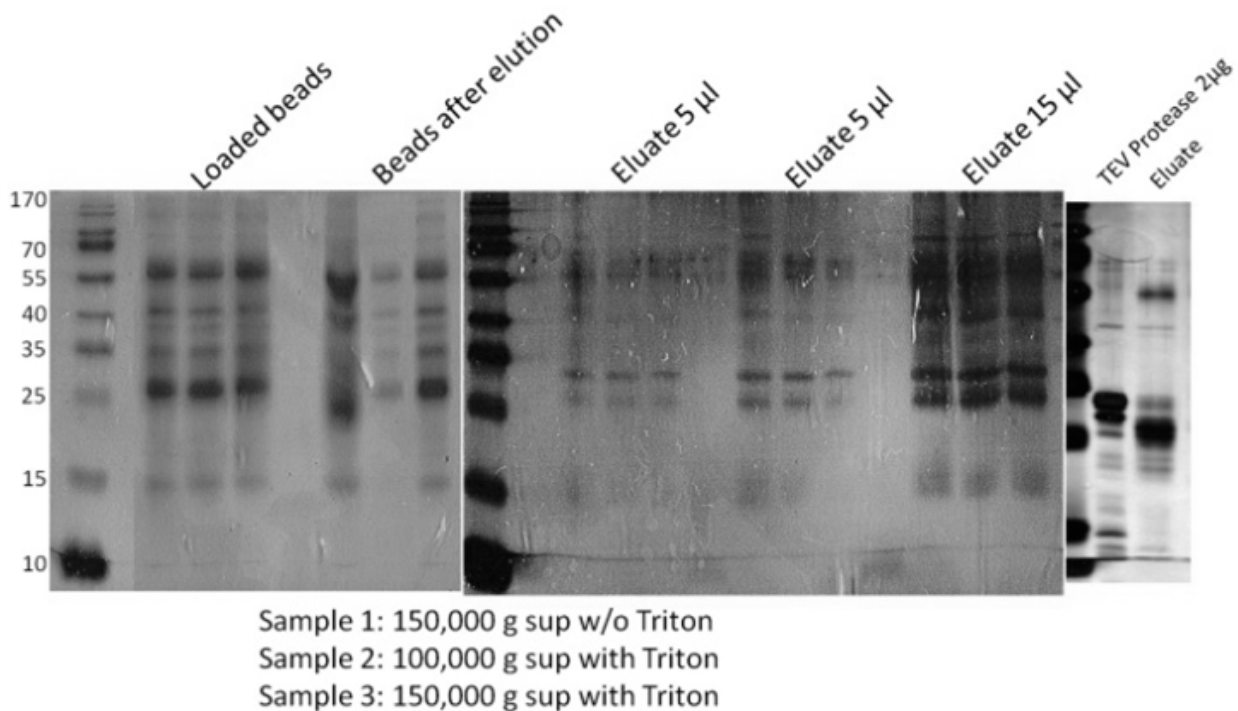 Loaded beads
Beads after elution
Eluate 5 µl
Eluate 5 µl
Eluate 15 µl
TEV Protease 2µg
Eluate
170
70
55
40
35
25
15
10
Sample 1: 150,000 g sup w/o Triton
Sample 2: 100,000 g sup with Triton
Sample 3: 150,000 g sup with Triton